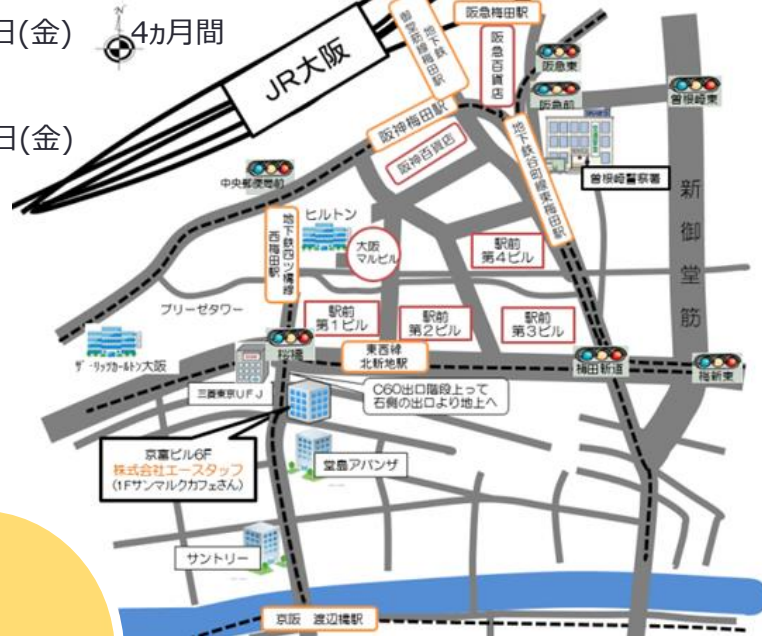 日(金)
4ヵ月間
日(金)
N
JR大阪
地下鉄
御堂筋線梅田駅
阪急梅田駅
阪急百貨店
阪急東
阪急前
曽根崎東
阪神梅田駅
阪神百貨店
地下鉄谷町線東梅田駅
曽根崎警察署
中央郵便局前
新御堂筋
地下鉄四ツ橋線
西梅田駅
ヒルトン
大阪
マルビル
駅前
第4ビル
ブリーゼタワー
駅前
第1ビル
駅前
第2ビル
駅前
第3ビル
桜橋
東西線
北新地駅
梅田新道
梅新東
ザ・リッツカールトン大阪
三菱東京UFJ
C60出口階段上って
右側の出口より地上へ
京富ビル6F
株式会社エースタッフ
(1Fサンマルクカフェさん)
堂島アバンザ
サントリー
京阪 渡辺橋駅